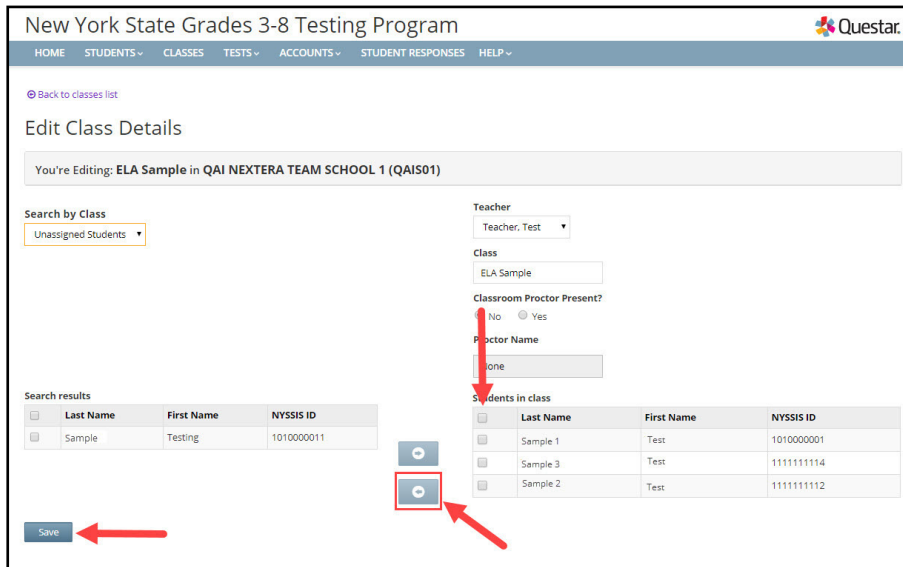 New York State Grades 3-8 Testing Program
Questar.
HOME STUDENTS CLASSES TESTS ACCOUNTS STUDENT RESPONSES HELP
Back to classes list
Edit Class Details
You're Editing: ELA Sample in QAI NEXTERA TEAM SCHOOL 1 (QAIS01)
Search by Class
Unassigned Students
Teacher
Teacher, Test
Class
ELA Sample
Classroom Proctor Present?
No Yes
Proctor Name
None
Search results
Last Name First Name NYSSIS ID
Sample Testing 1010000011
Students in class
Last Name First Name NYSSIS ID
Sample 1 Test 1010000001
Sample 3 Test 1111111114
Sample 2 Test 1111111112
Save